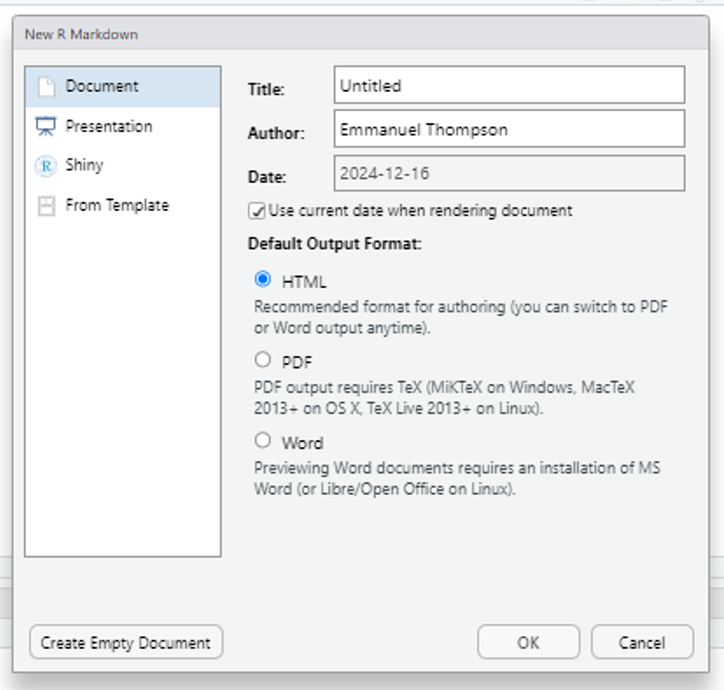 New R Markdown
Document
Presentation
R Shiny
From Template
Title: Untitled
Author: Emmanuel Thompson
Date: 2024-12-16
Use current date when rendering document
Default Output Format:
HTML
Recommended format for authoring (you can switch to PDF
or Word output anytime).
PDF
PDF output requires TeX (MiKTeX on Windows, MacTeX
2013+ on OS X, TeX Live 2013+ on Linux).
Word
Previewing Word documents requires an installation of MS
Word (or Libre/Open Office on Linux).
Create Empty Document OK Cancel